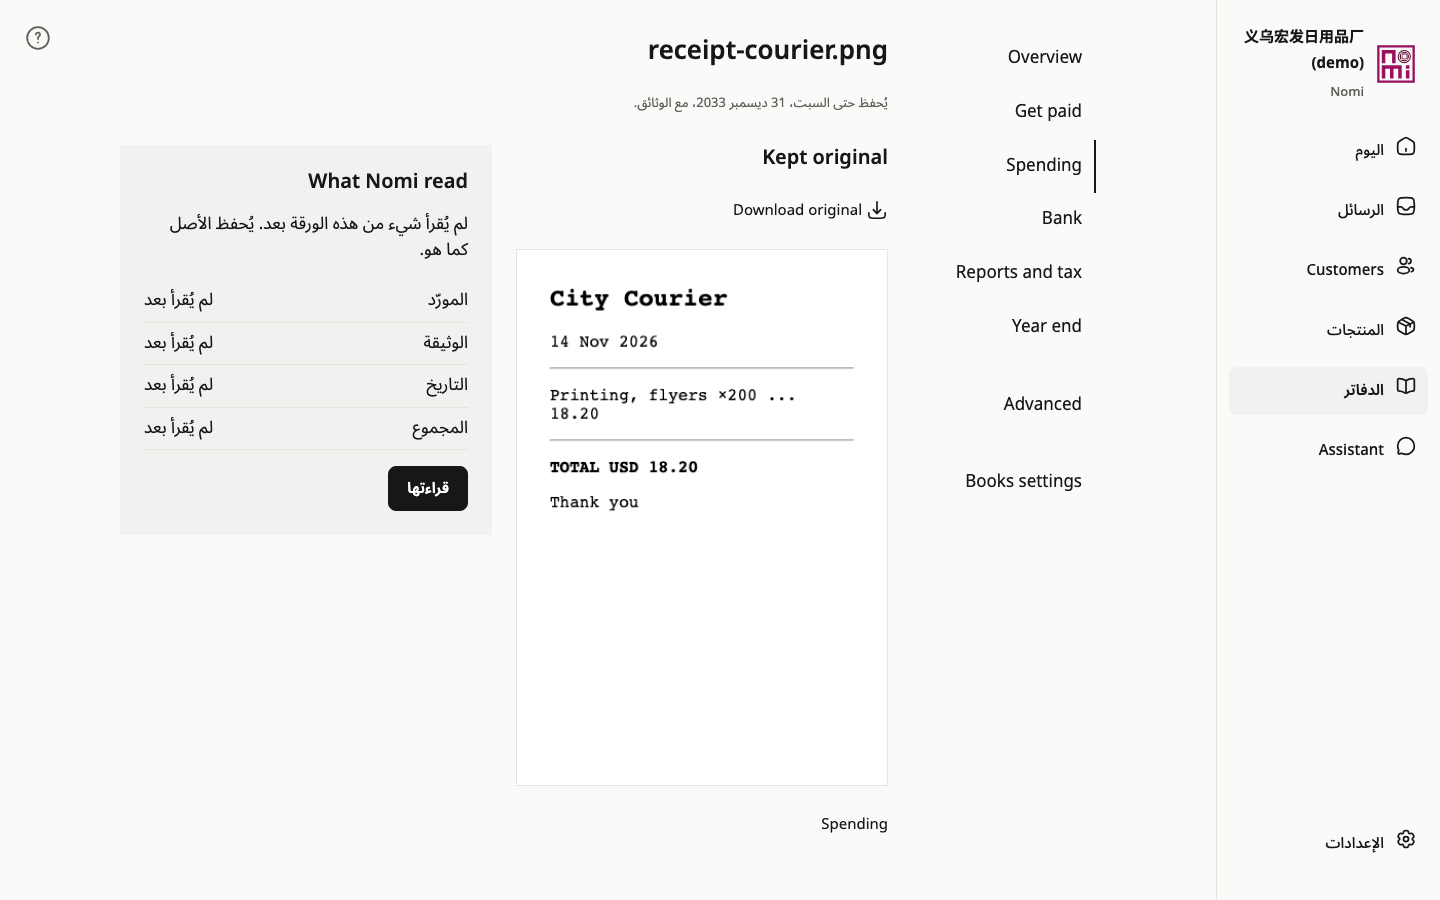 义乌宏发日用品厂
(demo)
Nomi
اليوم
الرسائل
Customers
المنتجات
الدفاتر
Assistant
الإعدادات
Overview
Get paid
Spending
Bank
Reports and tax
Year end
Advanced
Books settings
receipt-courier.png
يُحفظ حتى السبت، 31 ديسمبر 2033، مع الوثائق.
Kept original
Download original
City Courier
14 Nov 2026
Printing, flyers ×200 ...
18.20
TOTAL USD 18.20
Thank you
Spending
What Nomi read
لم يُقرأ شيء من هذه الورقة بعد. يُحفظ الأصل
كما هو.
المورّد لم يُقرأ بعد
الوثيقة لم يُقرأ بعد
التاريخ لم يُقرأ بعد
المجموع لم يُقرأ بعد
قراءتها